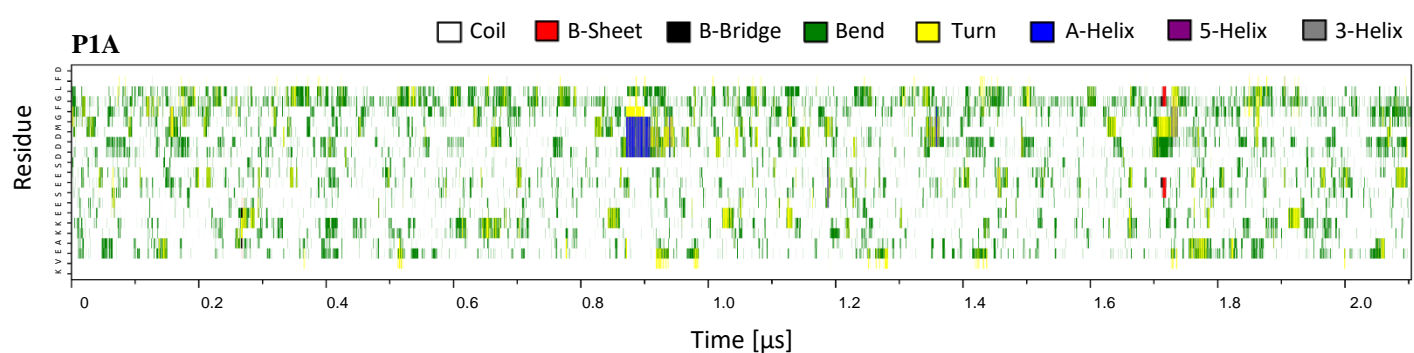 Coil B-Sheet B-Bridge Bend Turn A-Helix 5-Helix 3-Helix
P1A
Residue
KVEAKKEESEESDDMGFGLFD
0 0.2 0.4 0.6 0.8 1.0 1.2 1.4 1.6 1.8 2.0
Time [µs]